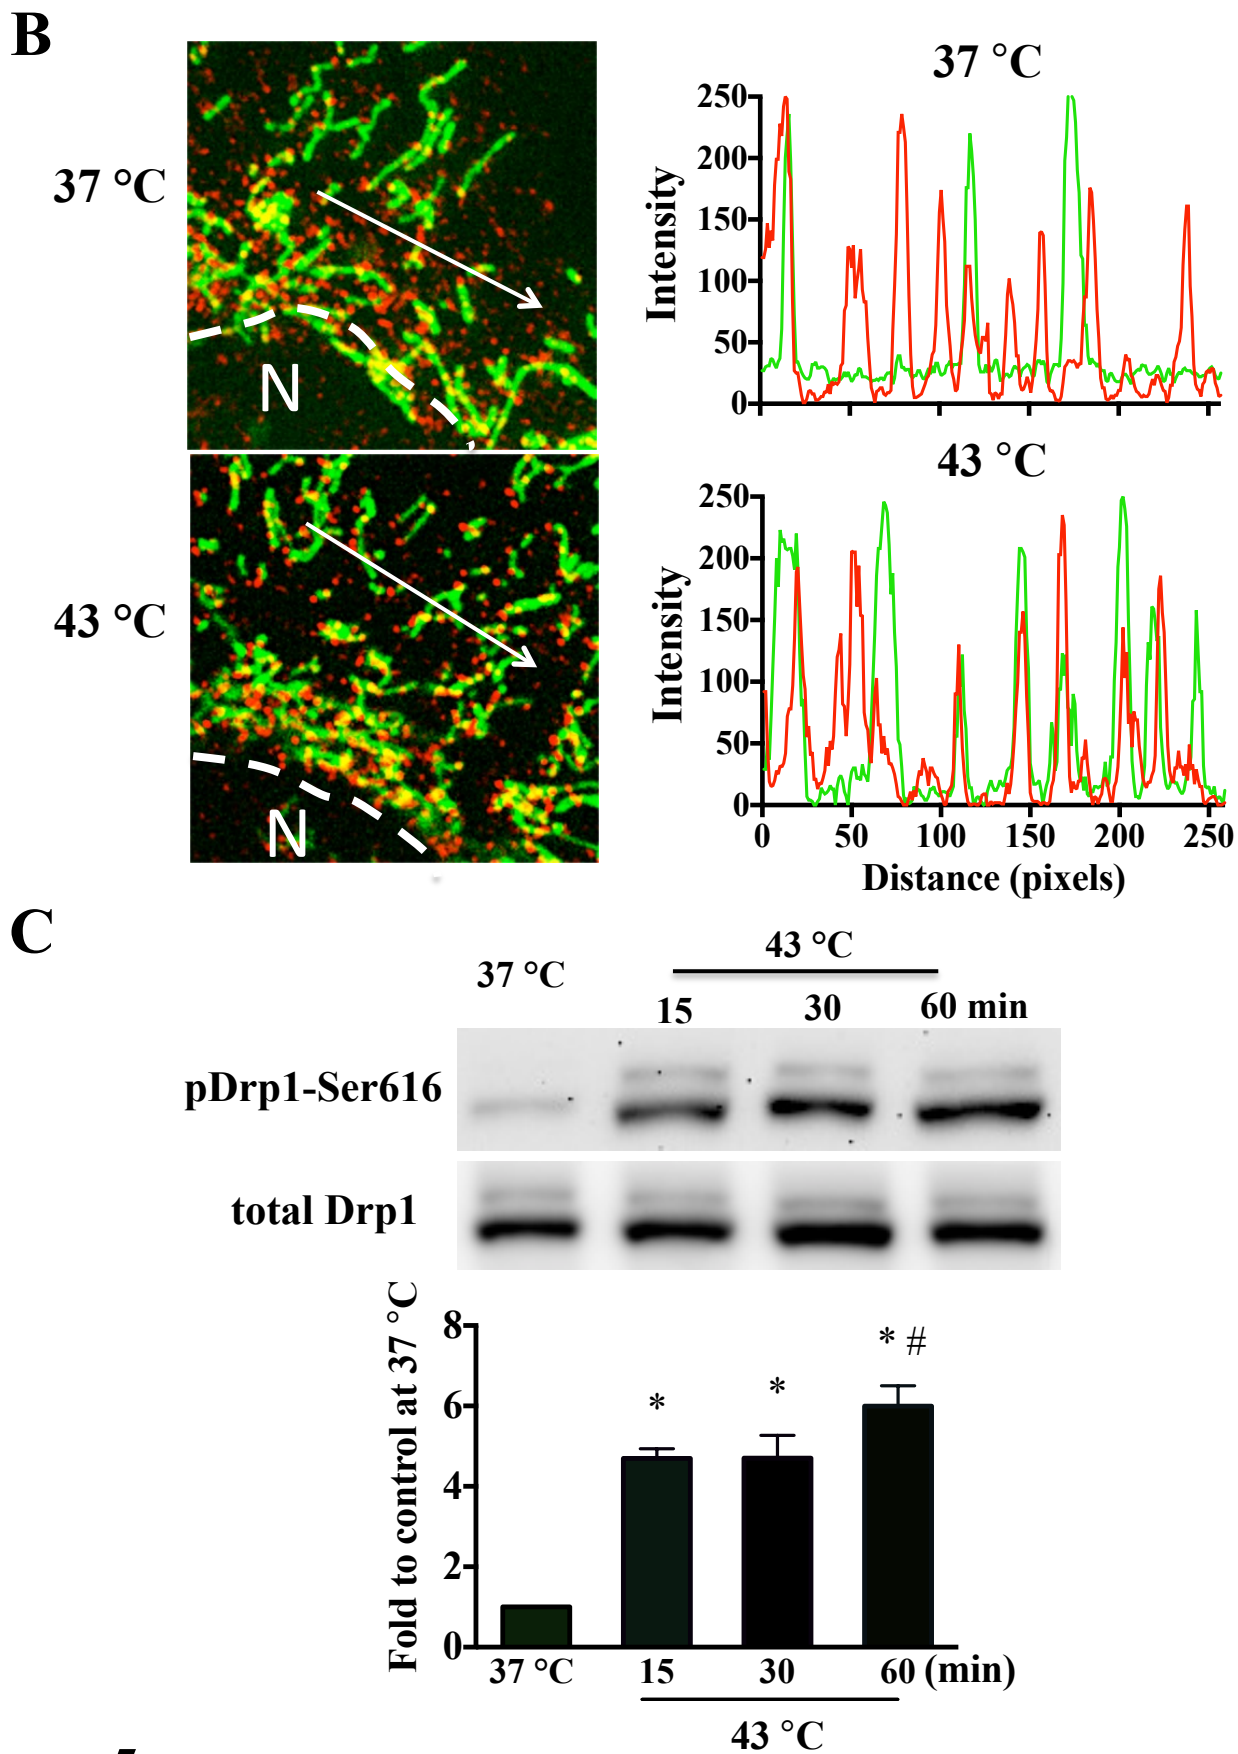 B
37 °C
N
37 °C
Intensity
250
200
150
100
50
0
43 °C
N
43 °C
Intensity
250
200
150
100
50
0
0 50 100 150 200 250
Distance (pixels)
C
43 °C
37 °C
15 30 60 min
pDrp1-Ser616
total Drp1
Fold to control at 37 °C
8
6
4
2
0
* * * #
37 °C 15 30 60 (min)
43 °C